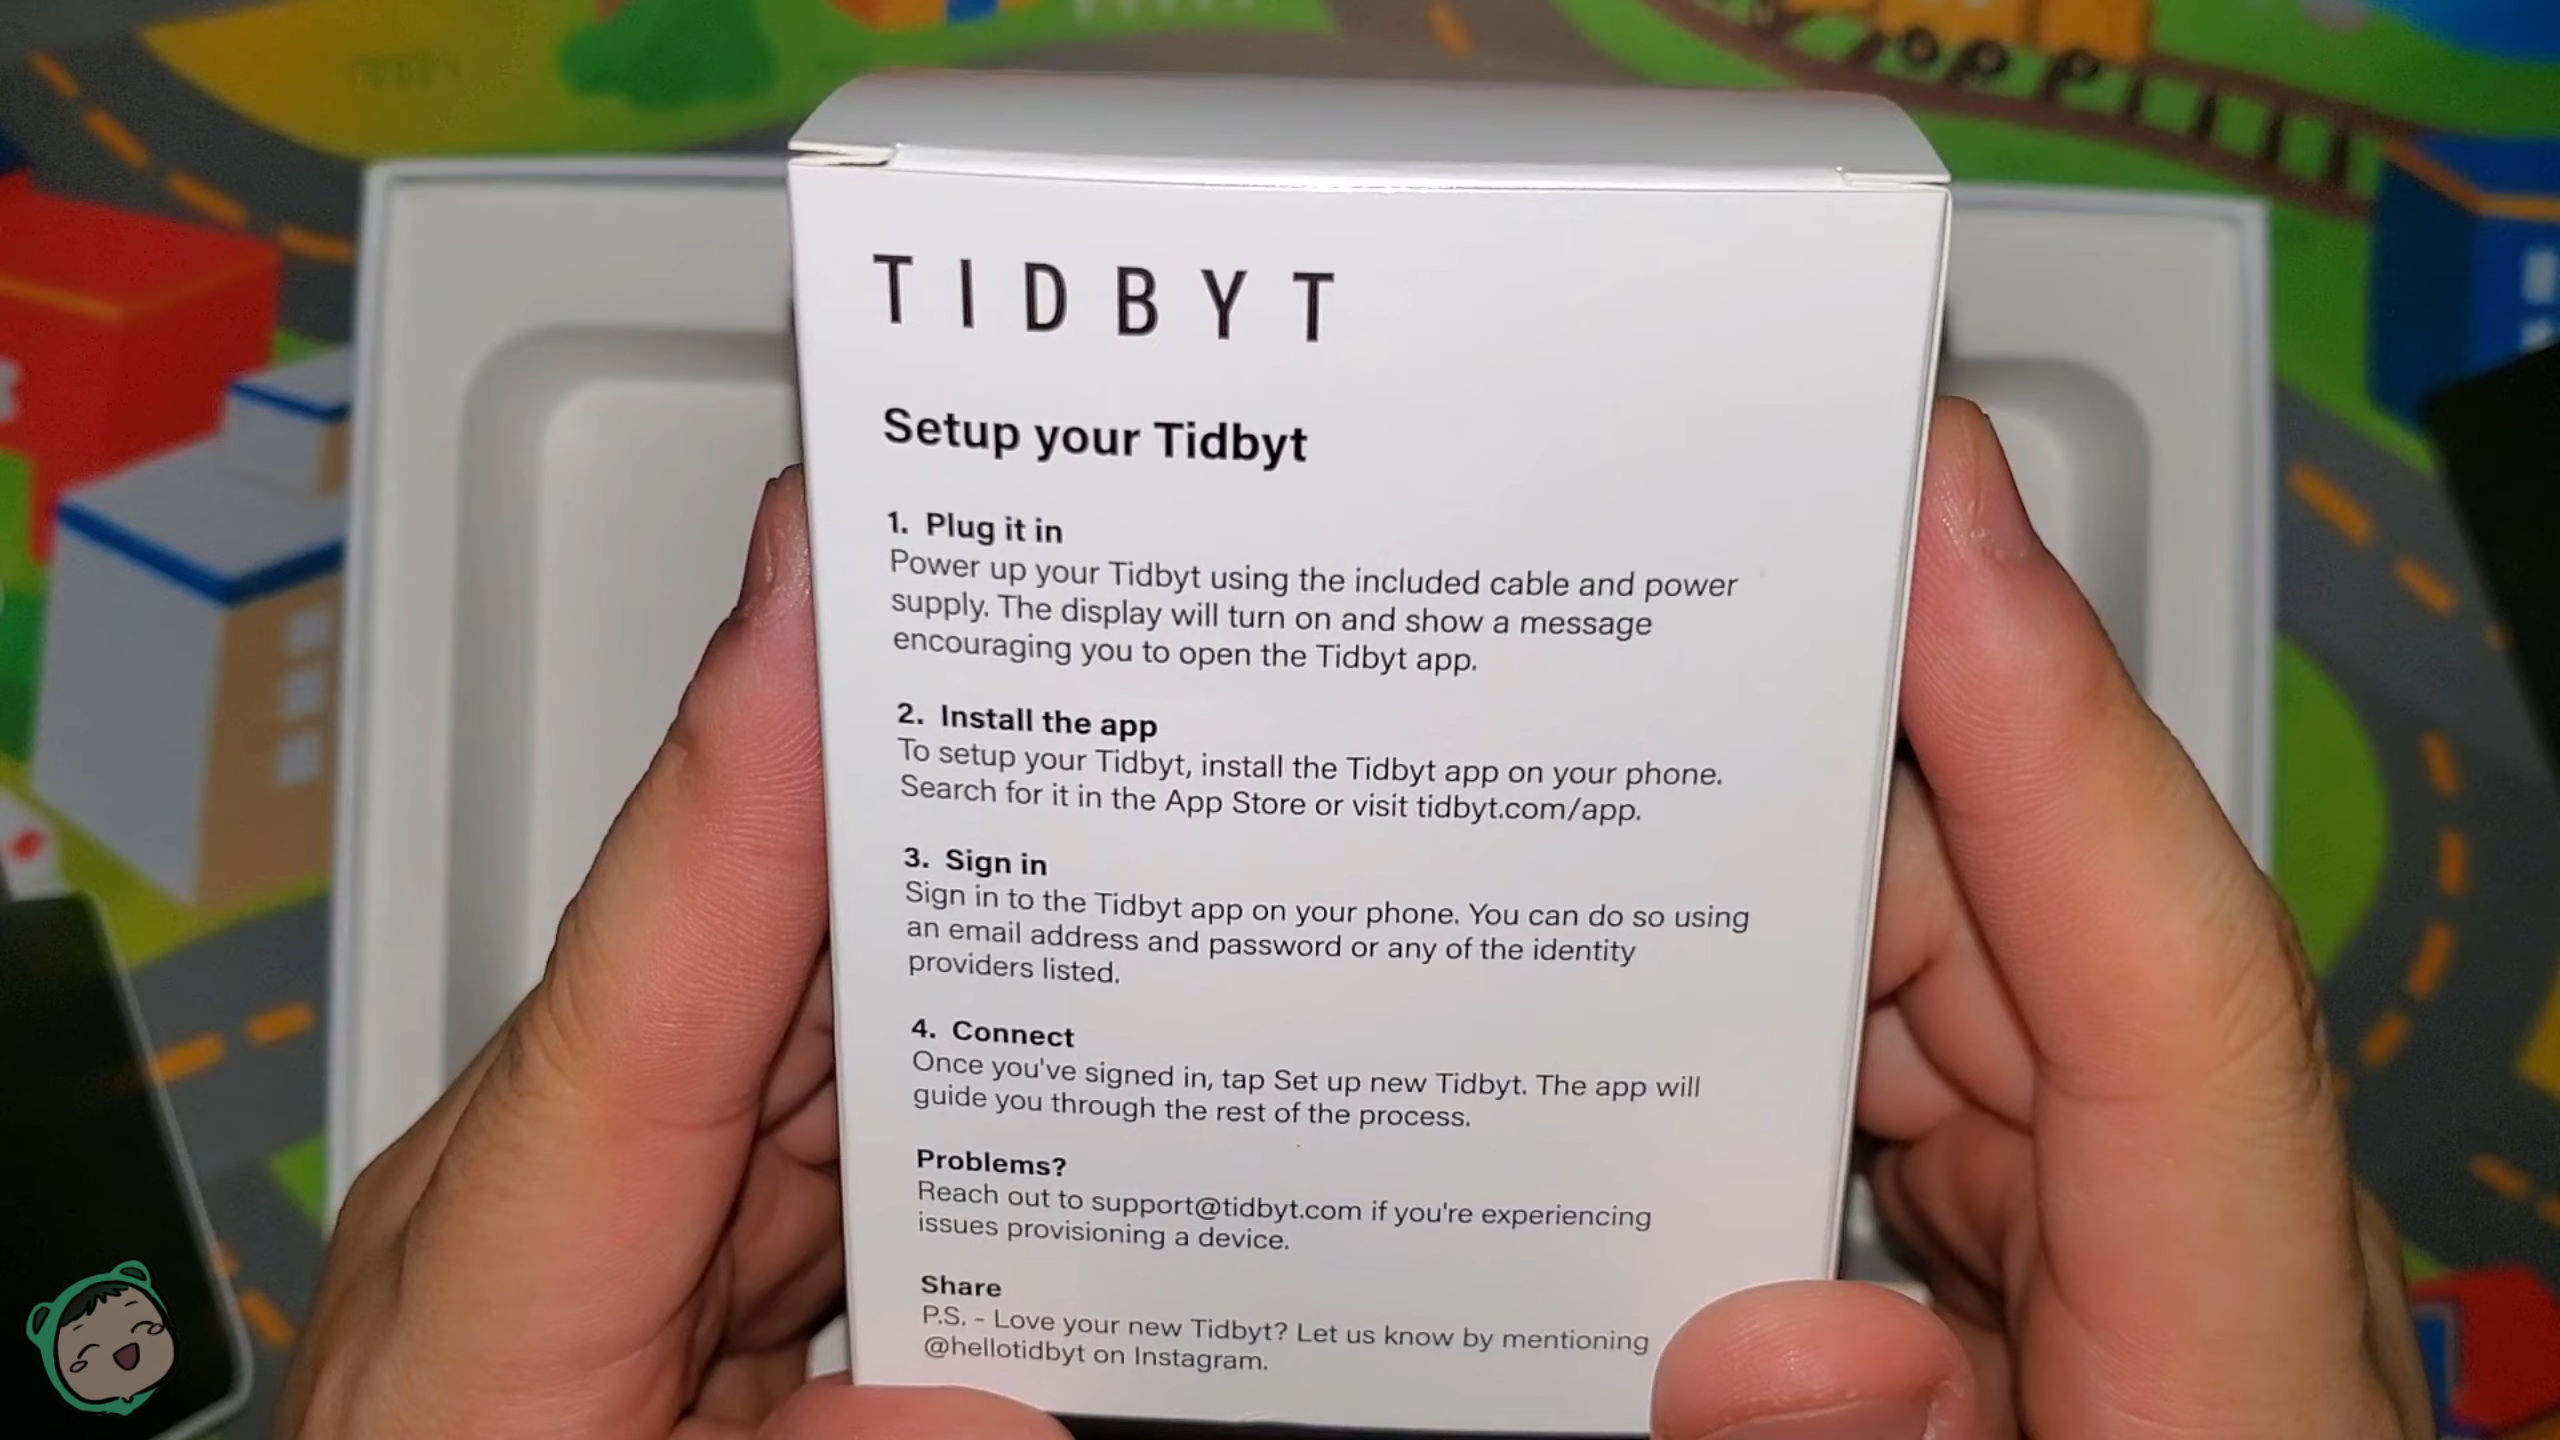 TIDBYT
Setup your Tidbyt
1. Plug it in
Power up your Tidbyt using the included cable and power
supply. The display will turn on and show a message
encouraging you to open the Tidbyt app.
2. Install the app
To setup your Tidbyt, install the Tidbyt app on your phone.
Search for it in the App Store or visit tidbyt.com/app.
3. Sign in
Sign in to the Tidbyt app on your phone. You can do so using
an email address and password or any of the identity
providers listed.
4. Connect
Once you've signed in, tap Set up new Tidbyt. The app will
guide you through the rest of the process.
Problems?
Reach out to support@tidbyt.com if you're experiencing
issues provisioning a device.
Share
P.S. - Love your new Tidbyt? Let us know by mentioning
@hellotidbyt on Instagram.